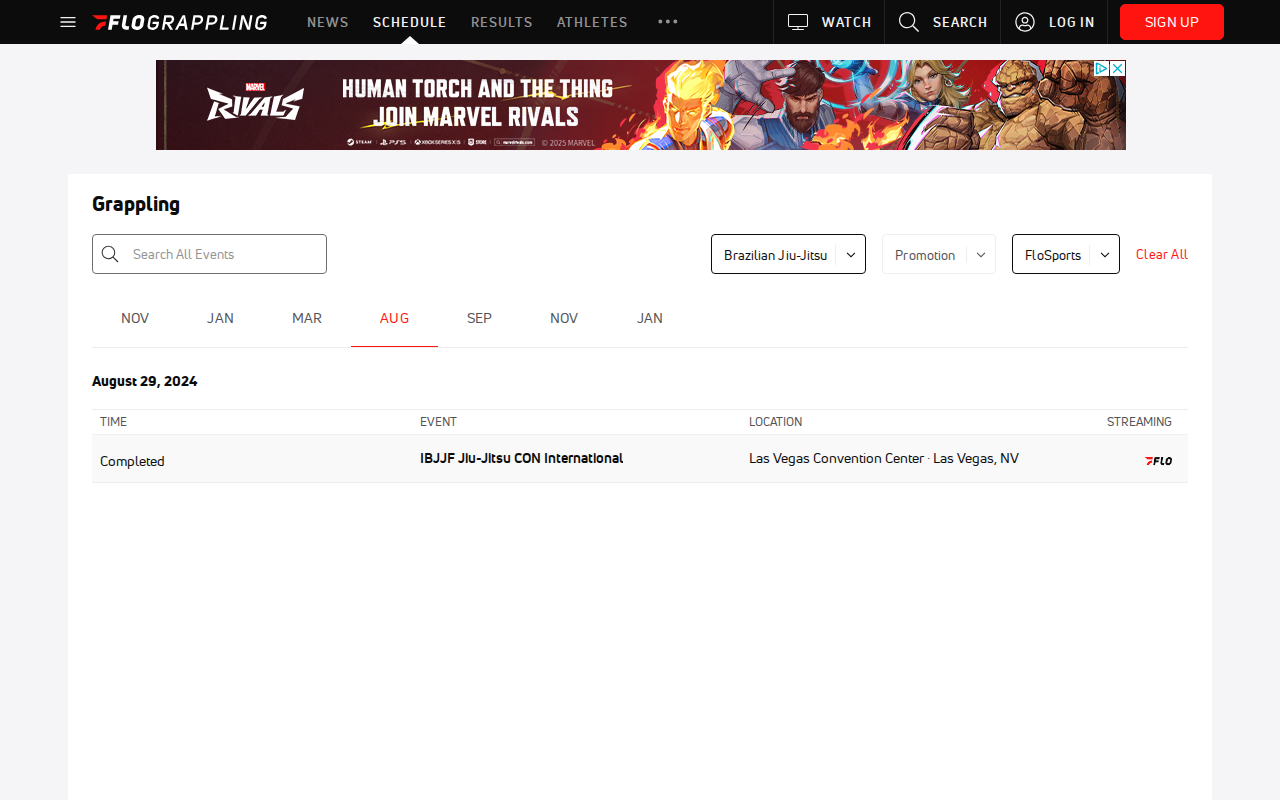 FLOGRAPPLING NEWS SCHEDULE RESULTS ATHLETES WATCH SEARCH LOG IN SIGN UP
MARVEL
RIVALS
HUMAN TORCH AND THE THING
JOIN MARVEL RIVALS
STEAM PS5 XBOX SERIES X|S STORE marvelrivals.com © 2025 MARVEL
Grappling
Search All Events Brazilian Jiu-Jitsu Promotion FloSports Clear All
NOV JAN MAR AUG SEP NOV JAN
August 29, 2024
TIME EVENT LOCATION STREAMING
Completed IBJJF Jiu-Jitsu CON International Las Vegas Convention Center · Las Vegas, NV FLO